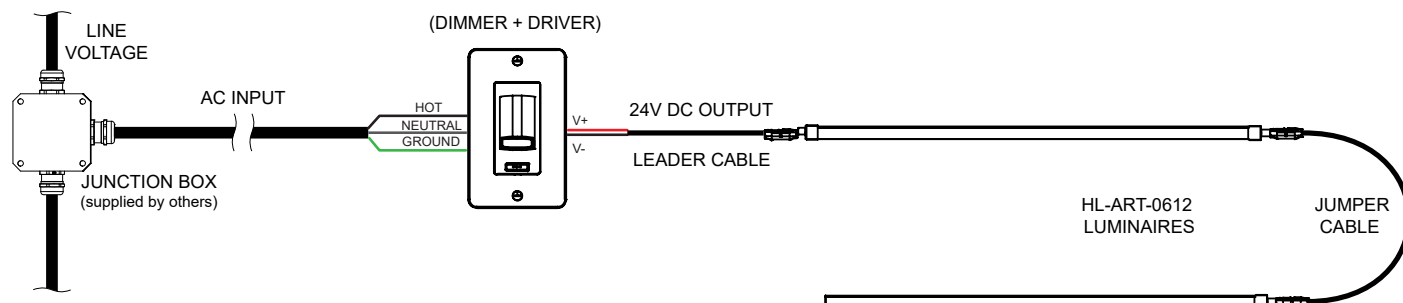 LINE
VOLTAGE
(DIMMER + DRIVER)
AC INPUT
HOT
NEUTRAL
GROUND
V+
V-
24V DC OUTPUT
LEADER CABLE
JUNCTION BOX
(supplied by others)
HL-ART-0612
LUMINAIRES
JUMPER
CABLE